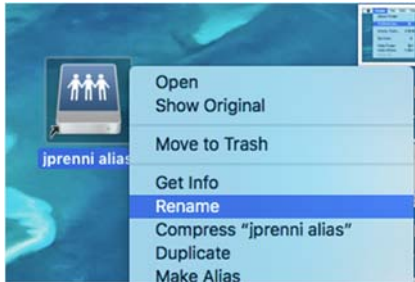 Open
Show Original
Move to Trash
jprenni alias
Get Info
Rename
Compress “jprenni alias”
Duplicate
Make Alias